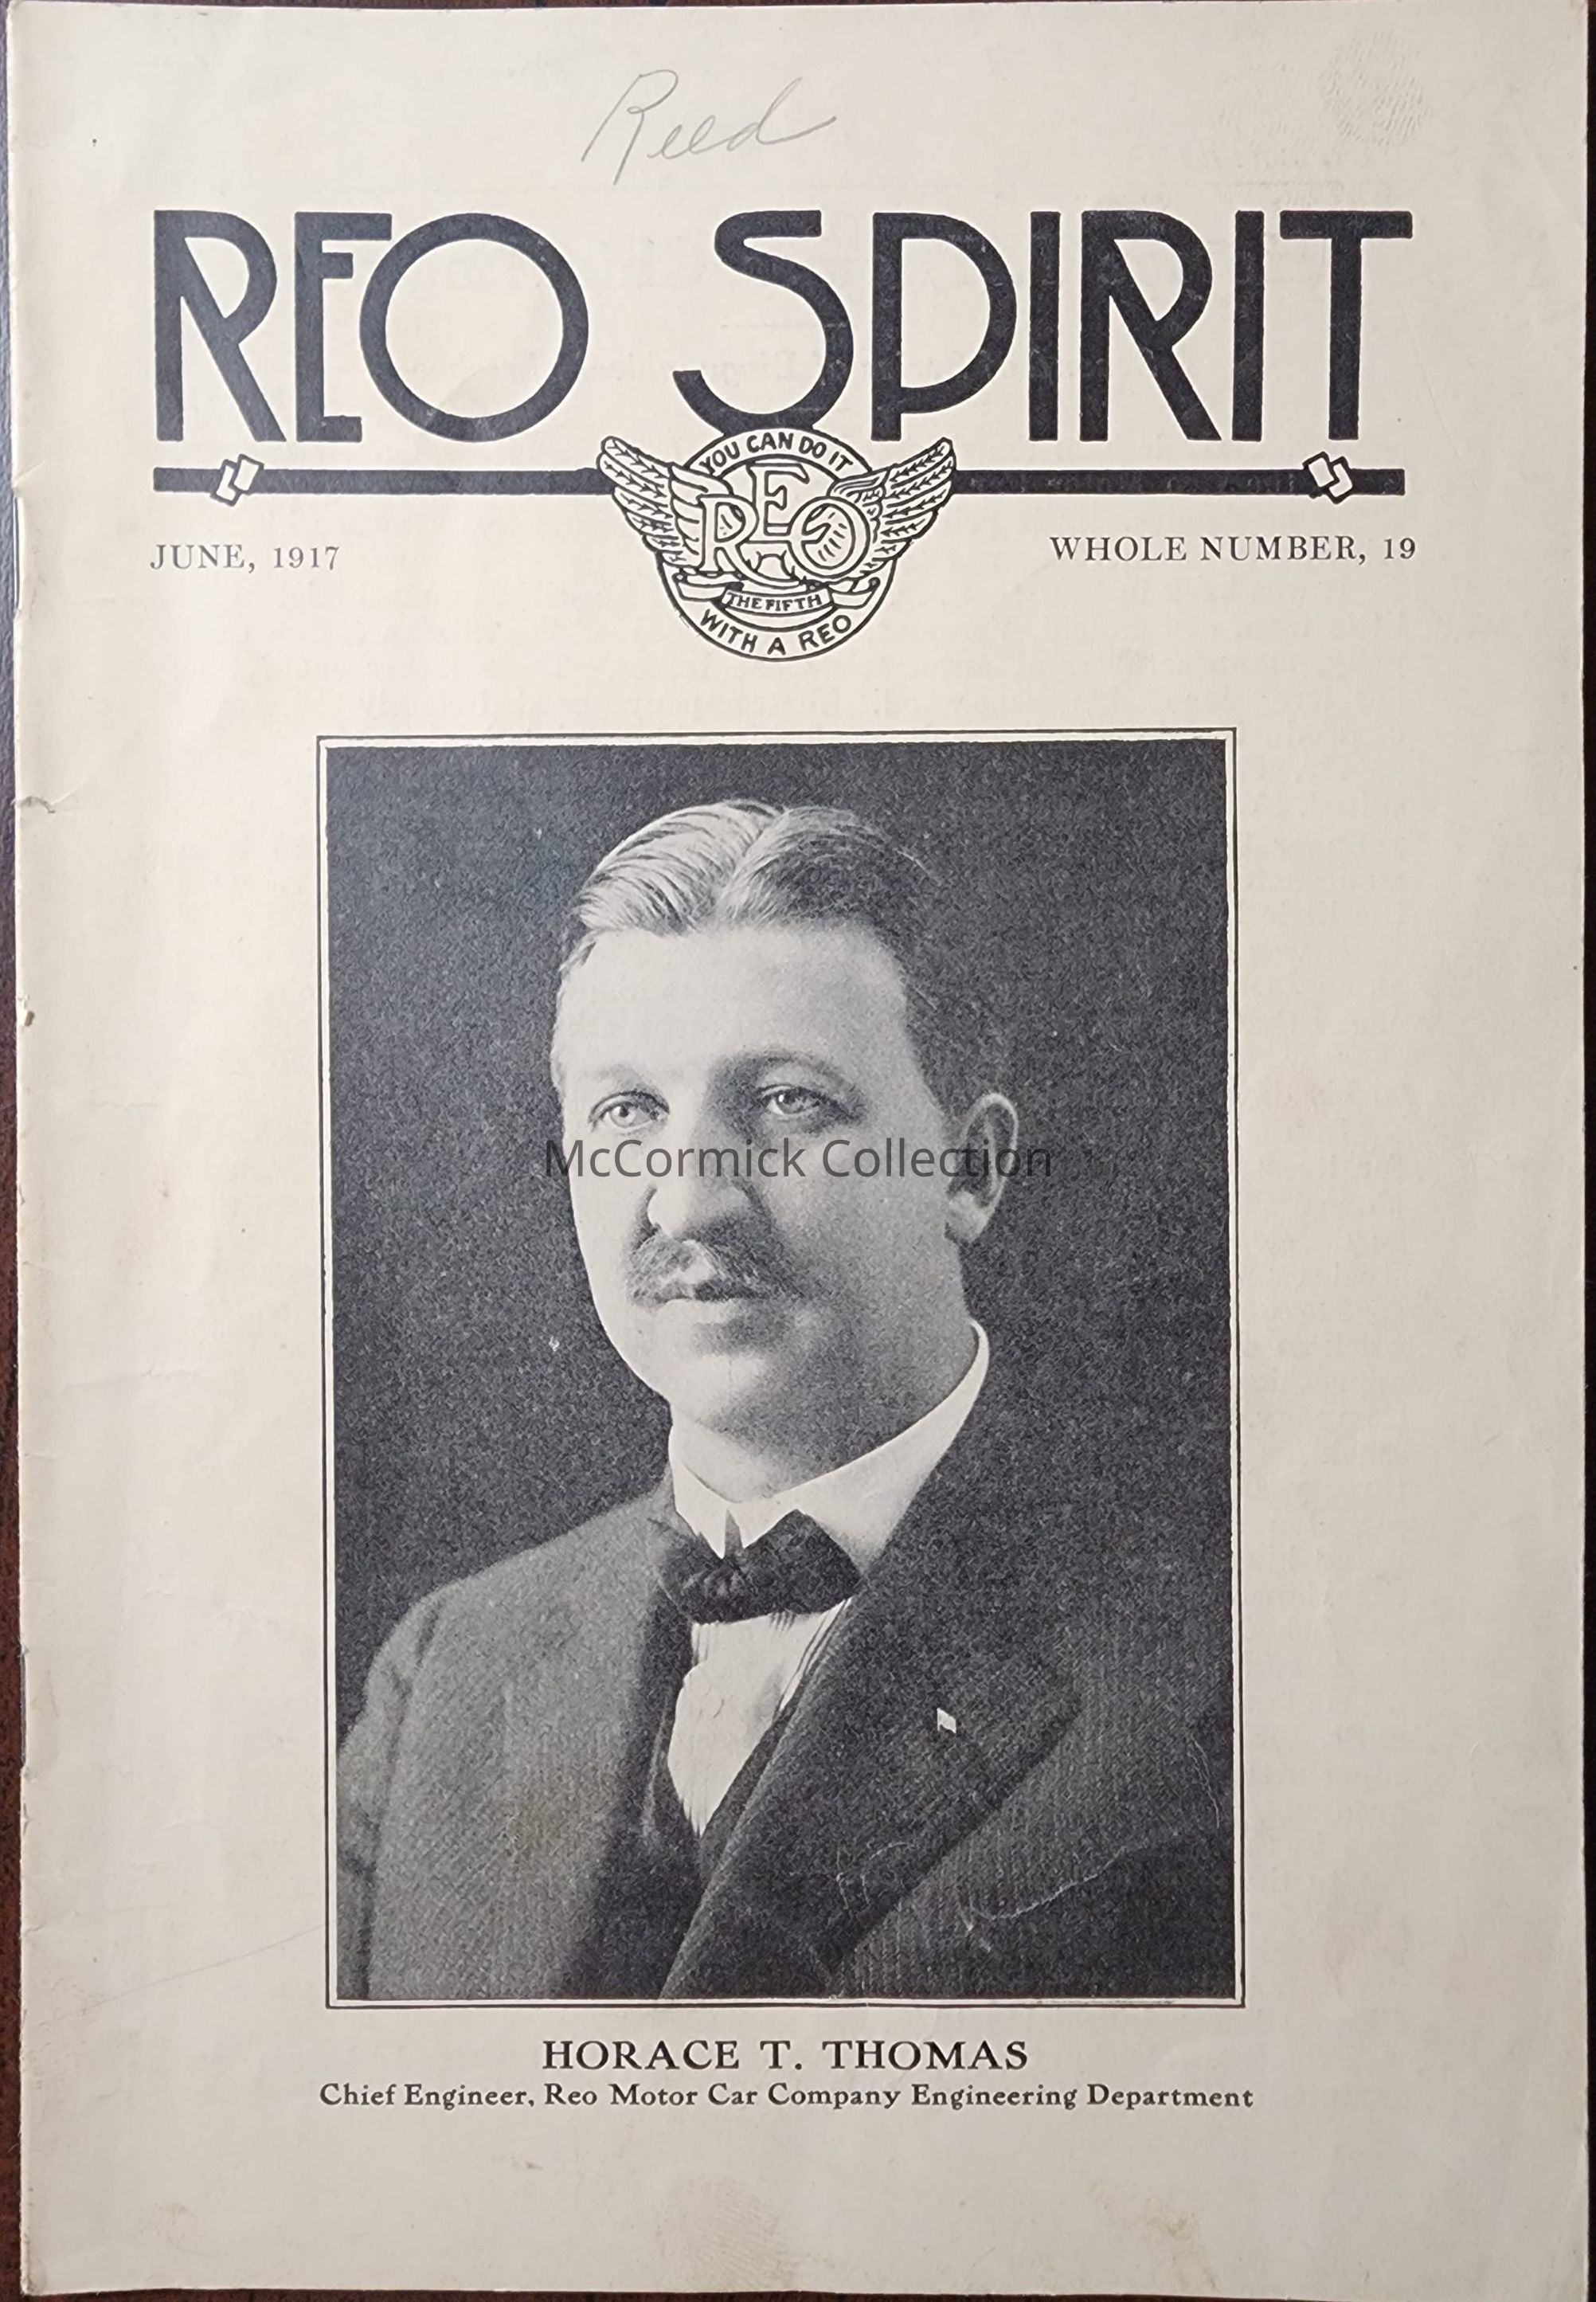 Reed
REO SPIRIT
YOU CAN DO IT
REO
THE FIFTH
WITH A REO
JUNE, 1917
WHOLE NUMBER, 19
McCormick Collection
HORACE T. THOMAS
Chief Engineer, Reo Motor Car Company Engineering Department